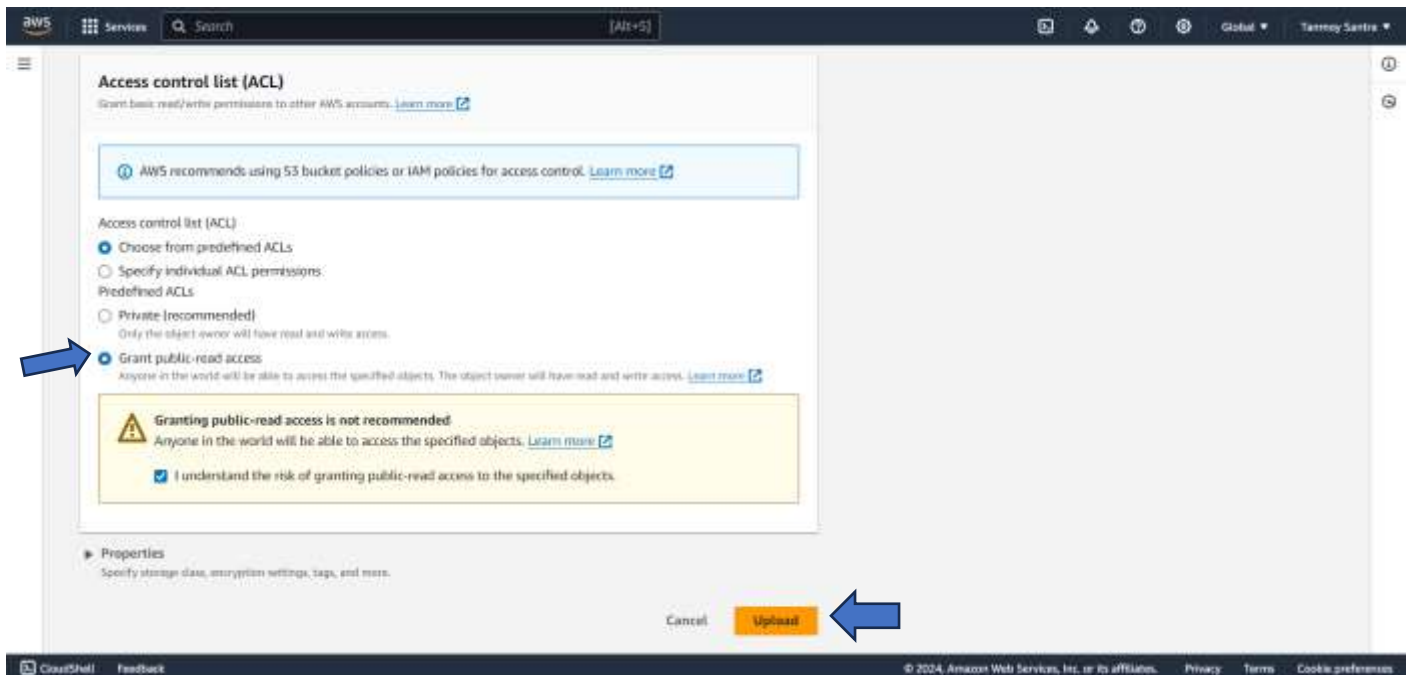 aws Services Search [Alt+S] Global Tanmoy Santra
Access control list (ACL)
Grant basic read/write permissions to other AWS accounts. Learn more
AWS recommends using S3 bucket policies or IAM policies for access control. Learn more
Access control list (ACL)
Choose from predefined ACLs
Specify individual ACL permissions
Predefined ACLs
Private (recommended)
Only the object owner will have read and write access.
Grant public-read access
Anyone in the world will be able to access the specified objects. The object owner will have read and write access. Learn more
Granting public-read access is not recommended
Anyone in the world will be able to access the specified objects. Learn more
I understand the risk of granting public-read access to the specified objects.
Properties
Specify storage class, encryption settings, tags, and more.
Cancel Upload
CloudShell Feedback © 2024, Amazon Web Services, Inc. or its affiliates. Privacy Terms Cookie preferences